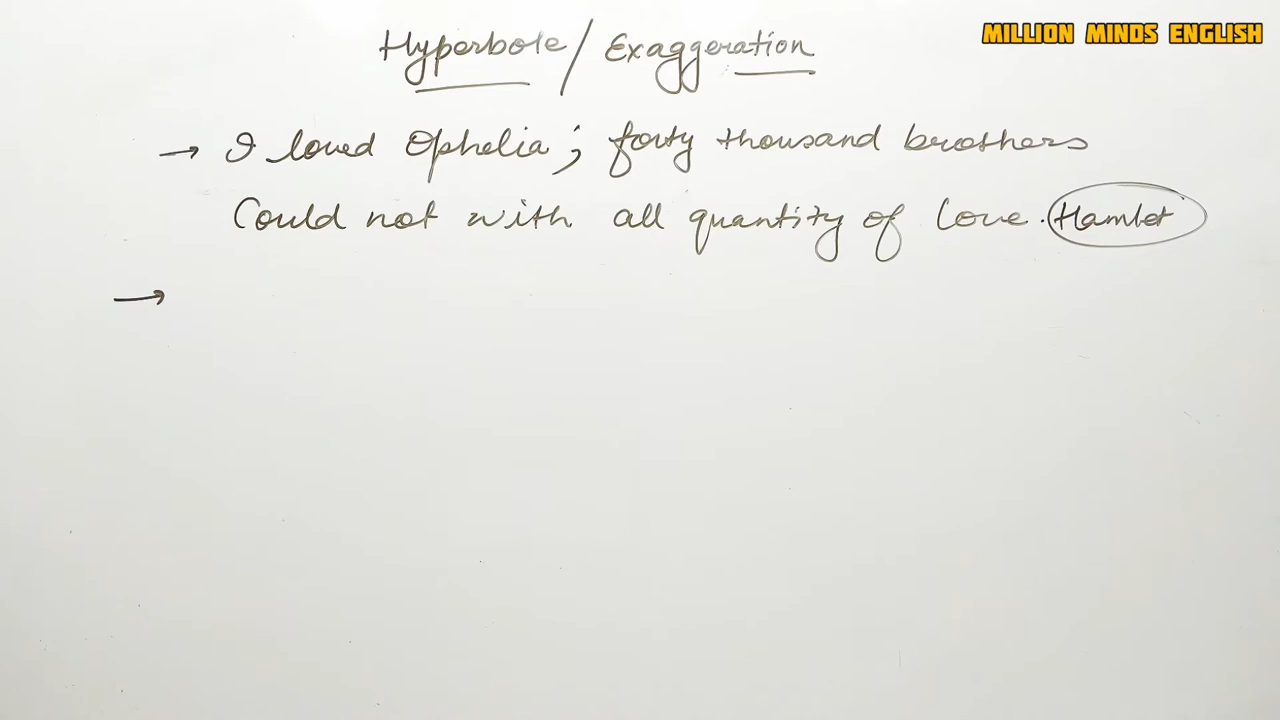 MILLION MINDS ENGLISH
Hyperbole / Exaggeration
→ I loved Ophelia; forty thousand brothers
Could not with all quantity of love. Hamlet
→